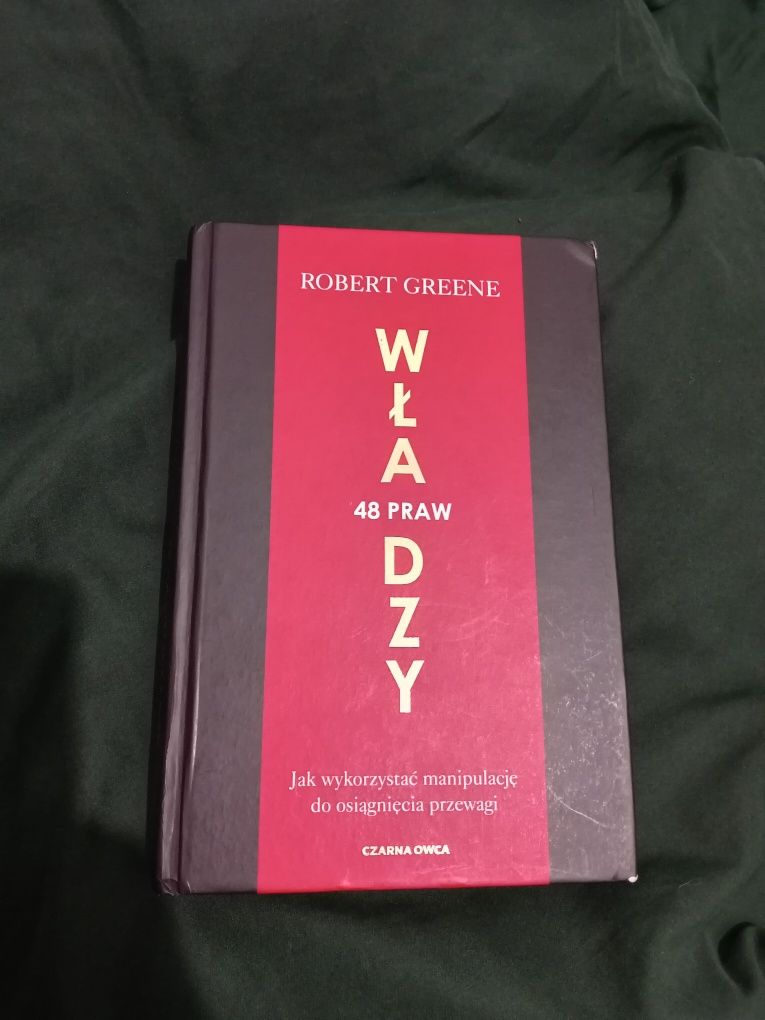 ROBERT GREENE
WŁA
48 PRAW
DZY
Jak wykorzystać manipulację
do osiągnięcia przewagi
CZARNA OWCA